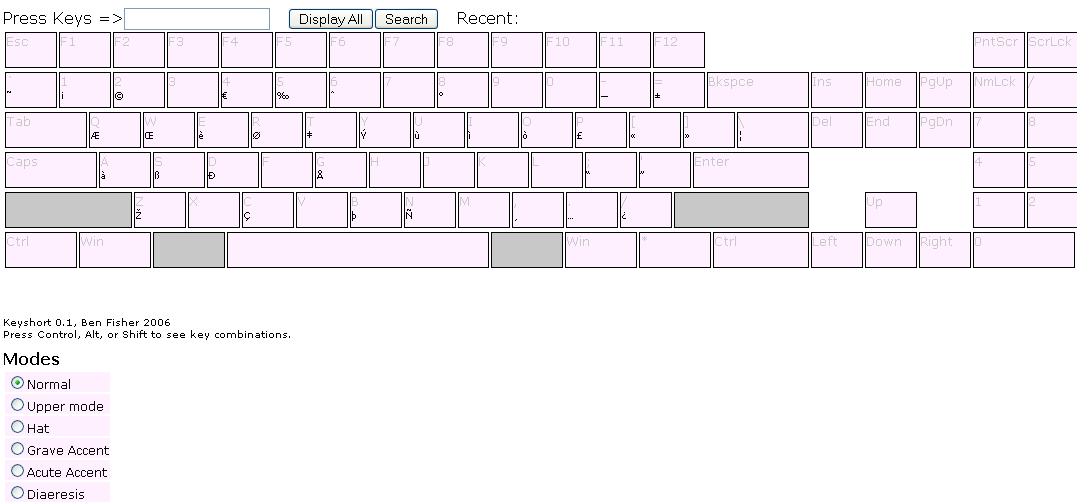 Press Keys => Display All Search Recent:
Esc F1 F2 F3 F4 F5 F6 F7 F8 F9 F10 F11 F12 PntScr ScrLck
` 1 2 3 4 5 6 7 8 9 0 - = Bkspce Ins Home PgUp NmLck /
~ ¡ © € ‰ ˆ ° — ±
Tab Q W E R T Y U I O P [ ] \ Del End PgDn 7 8
Æ Œ è Ø ‡ Ý ù ì ò £ « » ¦
Caps A S D F G H J K L ; ' Enter 4 5
à ß Ð Å “ ”
Z X C V B N M , . / Up 1 2
Ž Ç þ Ñ … ¿
Ctrl Win Win * Ctrl Left Down Right 0
Keyshort 0.1, Ben Fisher 2006
Press Control, Alt, or Shift to see key combinations.
Modes
Normal
Upper mode
Hat
Grave Accent
Acute Accent
Diaeresis